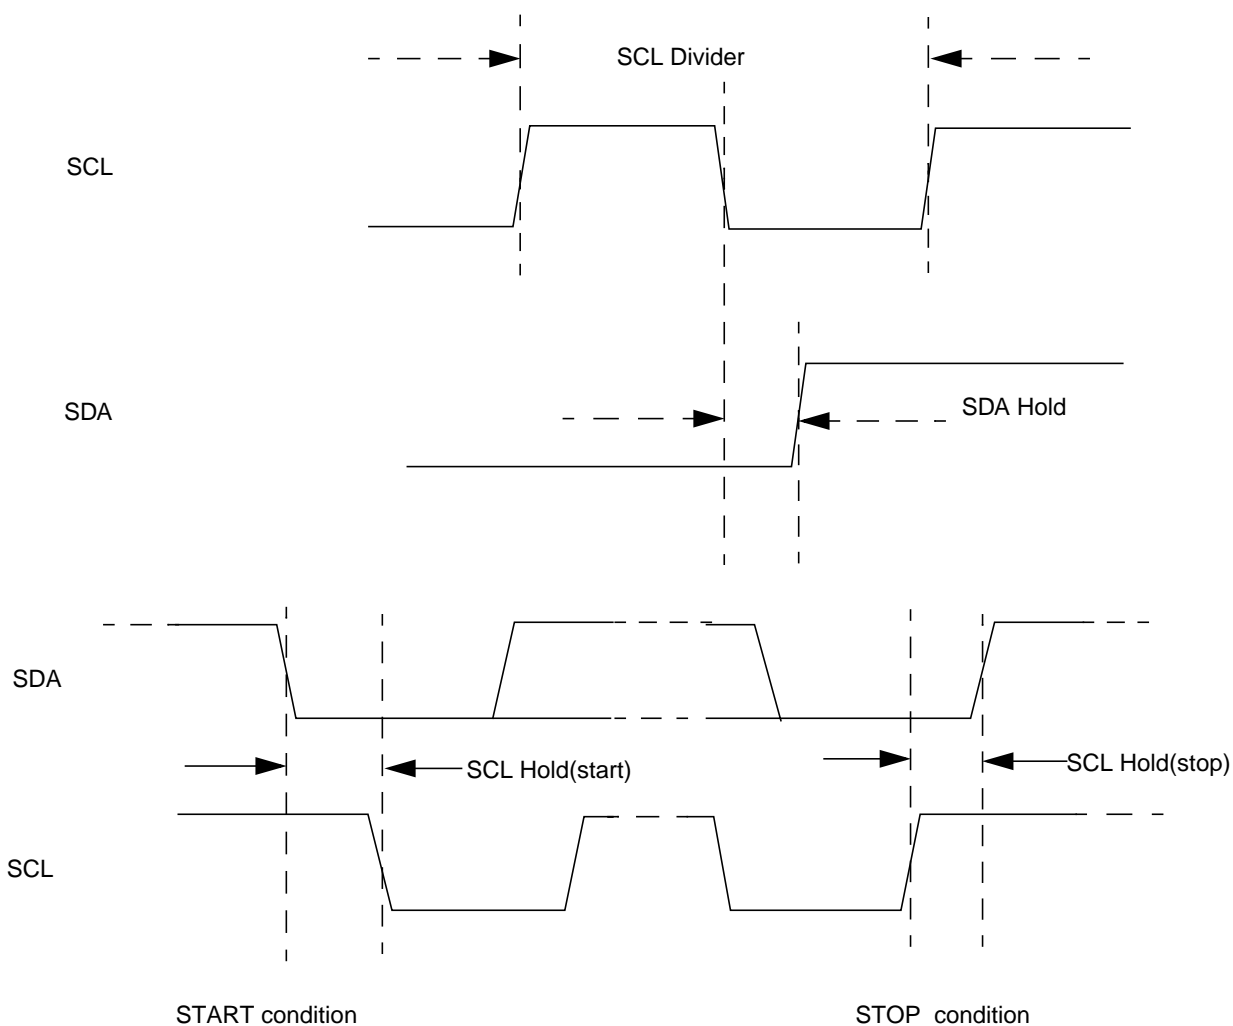 SCL Divider
SCL
SDA
SDA Hold
SDA
SCL Hold(start)
SCL Hold(stop)
SCL
START condition
STOP condition